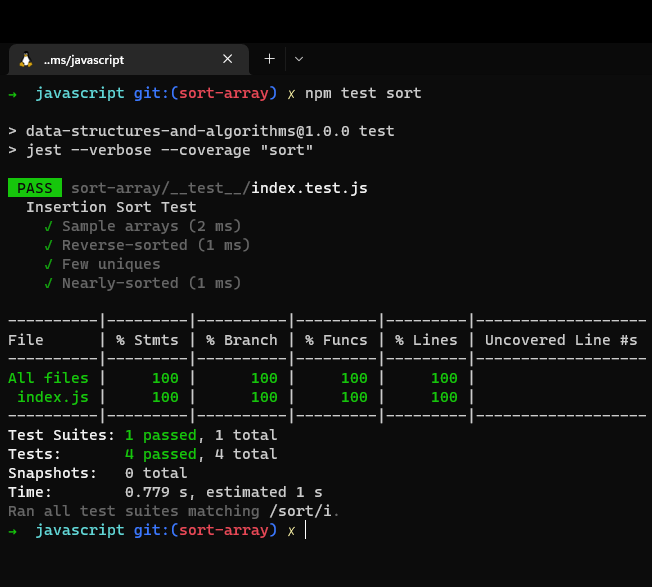 ..ms/javascript
→ javascript git:(sort-array) ✗ npm test sort
> data-structures-and-algorithms@1.0.0 test
> jest --verbose --coverage "sort"
PASS sort-array/__test__/index.test.js
Insertion Sort Test
✓ Sample arrays (2 ms)
✓ Reverse-sorted (1 ms)
✓ Few uniques
✓ Nearly-sorted (1 ms)
----------|---------|----------|---------|---------|-------------------
File      | % Stmts | % Branch | % Funcs | % Lines | Uncovered Line #s
----------|---------|----------|---------|---------|-------------------
All files |     100 |      100 |     100 |     100 |
 index.js |     100 |      100 |     100 |     100 |
----------|---------|----------|---------|---------|-------------------
Test Suites: 1 passed, 1 total
Tests:       4 passed, 4 total
Snapshots:   0 total
Time:        0.779 s, estimated 1 s
Ran all test suites matching /sort/i.
→ javascript git:(sort-array) ✗